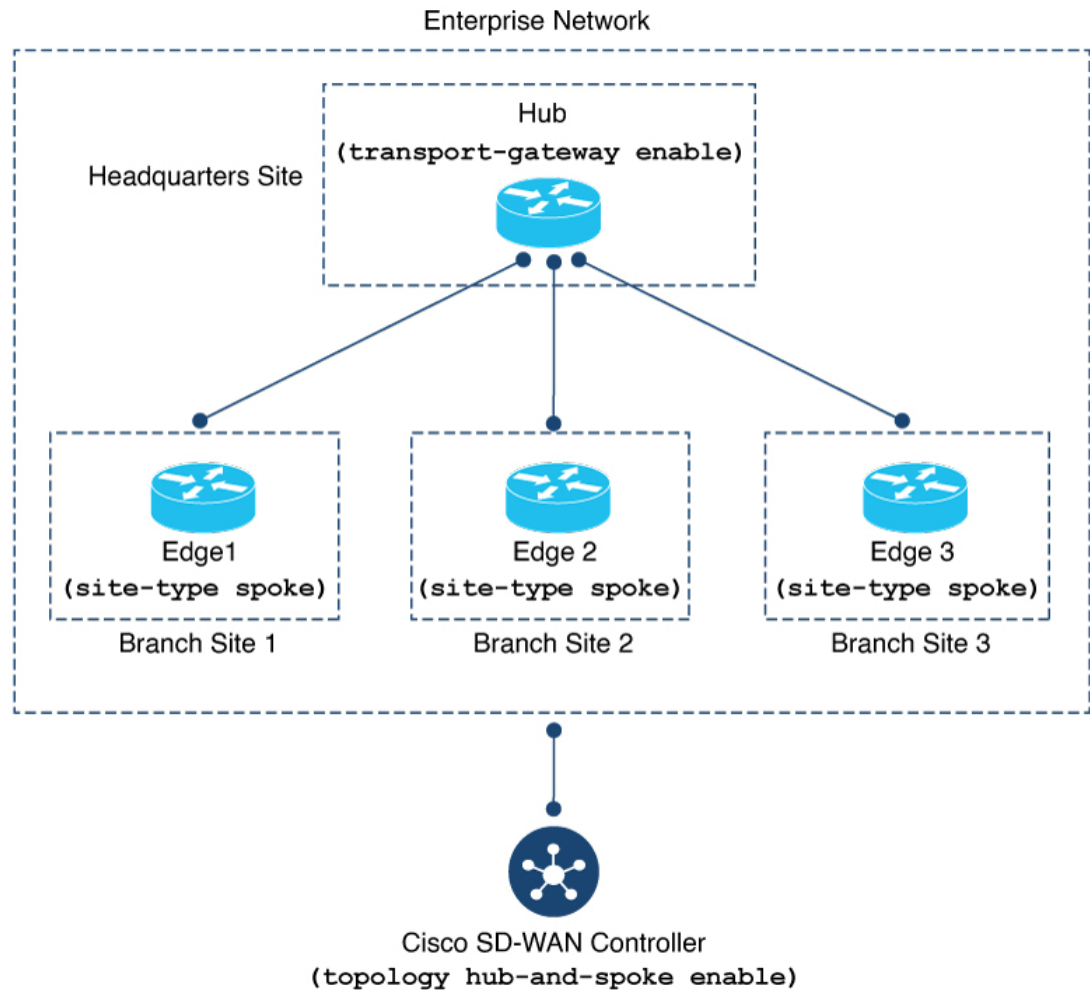 Enterprise Network
Hub
(transport-gateway enable)
Headquarters Site
Edge1
(site-type spoke)
Branch Site 1
Edge 2
(site-type spoke)
Branch Site 2
Edge 3
(site-type spoke)
Branch Site 3
Cisco SD-WAN Controller
(topology hub-and-spoke enable)